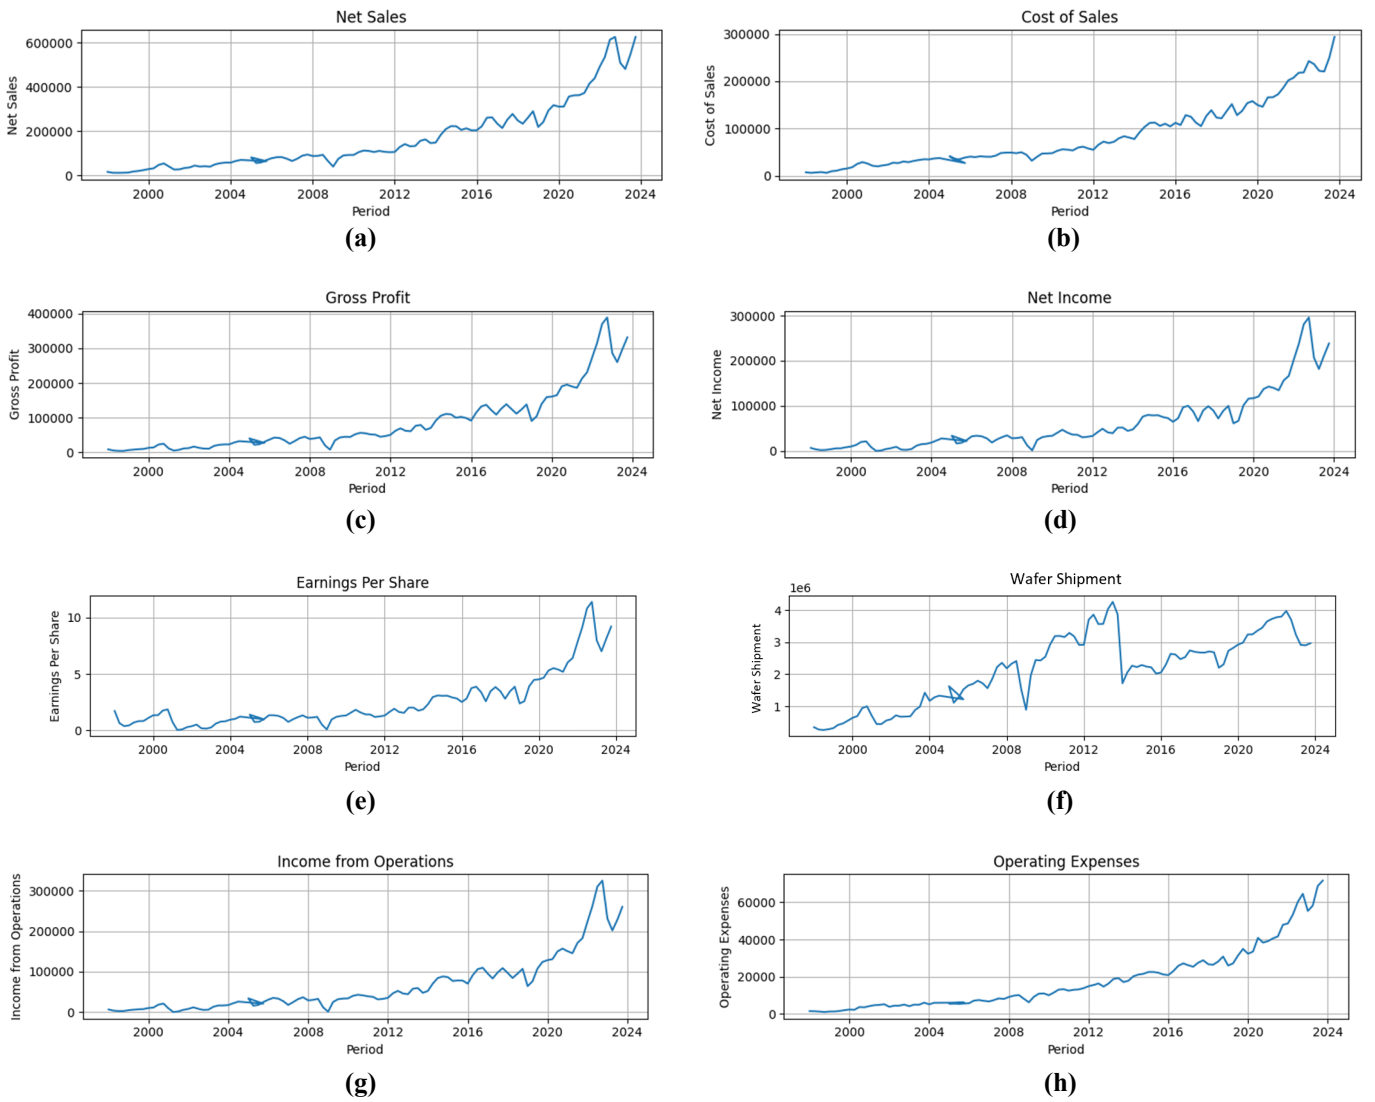 Net Sales
Net Sales
600000
400000
200000
0
2000 2004 2008 2012 2016 2020 2024
Period
(a)
Cost of Sales
Cost of Sales
300000
200000
100000
0
2000 2004 2008 2012 2016 2020 2024
Period
(b)
Gross Profit
Gross Profit
400000
300000
200000
100000
0
2000 2004 2008 2012 2016 2020 2024
Period
(c)
Net Income
Net Income
300000
200000
100000
0
2000 2004 2008 2012 2016 2020 2024
Period
(d)
Earnings Per Share
Earnings Per Share
10
5
0
2000 2004 2008 2012 2016 2020 2024
Period
(e)
Wafer Shipment
1e6
Wafer Shipment
4
3
2
1
2000 2004 2008 2012 2016 2020 2024
Period
(f)
Income from Operations
Income from Operations
300000
200000
100000
0
2000 2004 2008 2012 2016 2020 2024
Period
(g)
Operating Expenses
Operating Expenses
60000
40000
20000
0
2000 2004 2008 2012 2016 2020 2024
Period
(h)